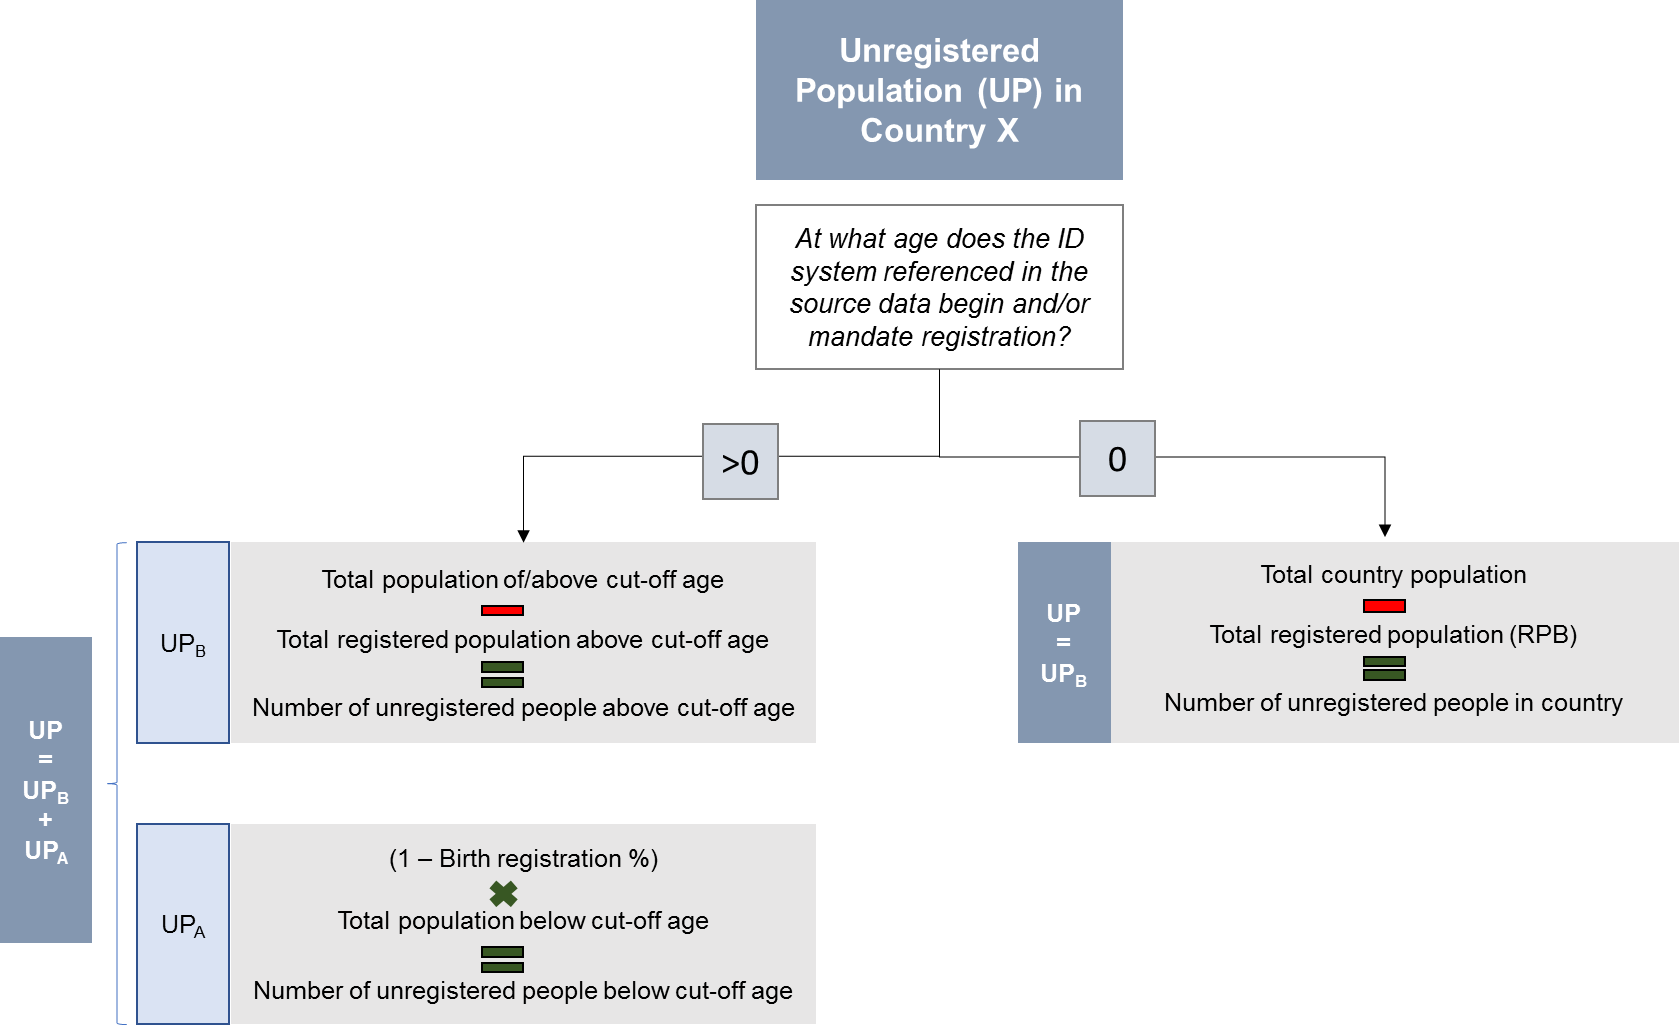 Unregistered
Population (UP) in
Country X
At what age does the ID
system referenced in the
source data begin and/or
mandate registration?
>0
0
UP
=
UPB
+
UPA
UPB
Total population of/above cut-off age
Total registered population above cut-off age
Number of unregistered people above cut-off age
UPA
(1 – Birth registration %)
Total population below cut-off age
Number of unregistered people below cut-off age
UP
=
UPB
Total country population
Total registered population (RPB)
Number of unregistered people in country